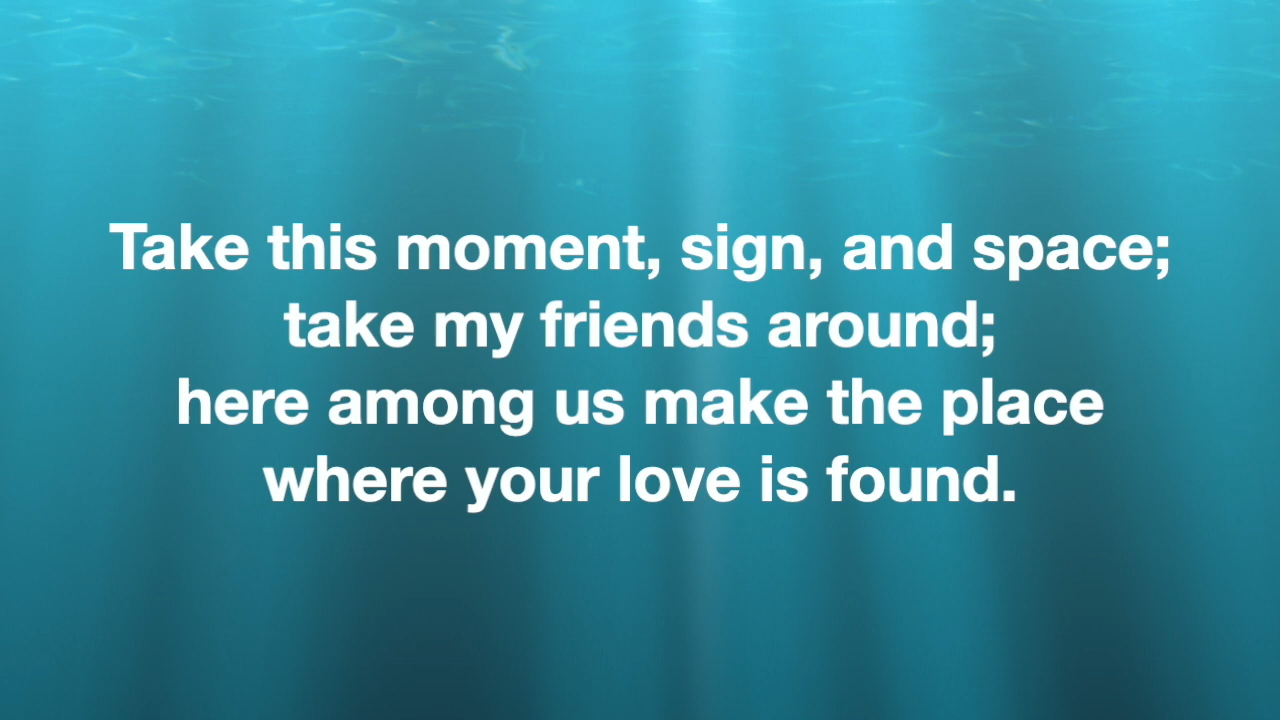 Take this moment, sign, and space;
take my friends around;
here among us make the place
where your love is found.